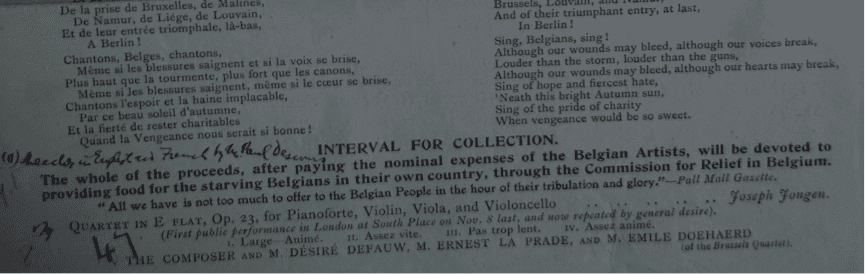 De la prise de Bruxelles, de Malines,
De Namur, de Liége, de Louvain,
Et de leur entrée triomphale, là-bas,
A Berlin !
Chantons, Belges, chantons,
Même si les blessures saignent et si la voix se brise,
Plus haut que la tourmente, plus fort que les canons,
Même si les blessures saignent, même si le cœur se brise,
Chantons l'espoir et la haine implacable,
Par ce beau soleil d'automne,
Et la fierté de rester charitables
Quand la Vengeance nous serait si bonne !
Brussels, Louvain, and Namur,
And of their triumphant entry, at last,
In Berlin !
Sing, Belgians, sing !
Although our wounds may bleed, although our voices break,
Louder than the storm, louder than the guns,
Although our wounds may bleed, although our hearts may break,
Sing of hope and fiercest hate,
'Neath this bright Autumn sun,
Sing of the pride of charity
When vengeance would be so sweet.
INTERVAL FOR COLLECTION.
(a) in French by Paul
The whole of the proceeds, after paying the nominal expenses of the Belgian Artists, will be devoted to
providing food for the starving Belgians in their own country, through the Commission for Relief in Belgium.
"All we have is not too much to offer to the Belgian People in the hour of their tribulation and glory."—Pall Mall Gazette.
QUARTET IN E FLAT, Op. 23, for Pianoforte, Violin, Viola, and Violoncello .. .. .. .. .. .. Joseph Jongen.
(First public performance in London at South Place on Nov. 8 last, and now repeated by general desire).
I. Large—Animé. II. Assez vite. III. Pas trop lent. IV. Assez animé.
THE COMPOSER AND M. DÉSIRÉ DEFAUW, M. ERNEST LA PRADE, AND M. EMILE DOEHAERD
(of the Brussels Quartet).
47